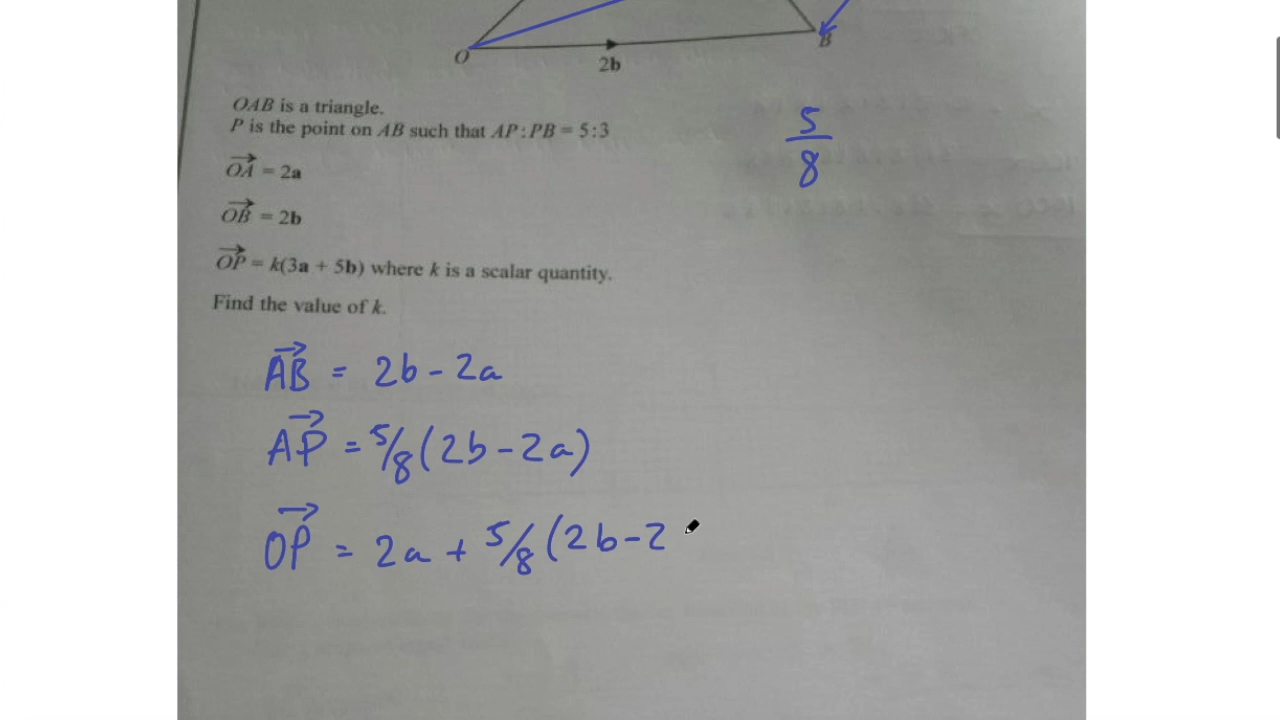 O
B
2b
OAB is a triangle.
P is the point on AB such that AP : PB = 5 : 3
5/8
OA = 2a
OB = 2b
OP = k(3a + 5b) where k is a scalar quantity.
Find the value of k.
AB = 2b - 2a
AP = 5/8 (2b - 2a)
OP = 2a + 5/8 (2b - 2